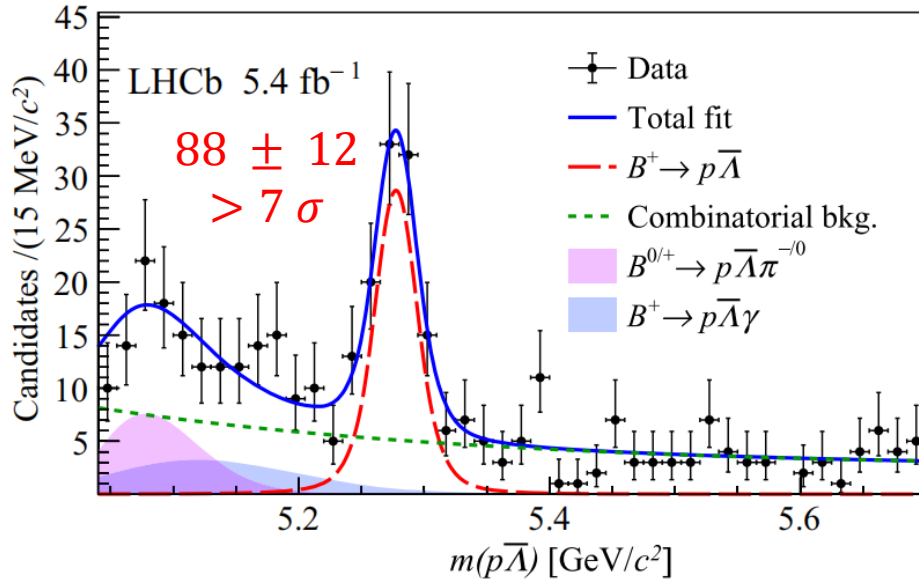 45
40
35
30
25
20
15
10
5
Candidates /(15 MeV/c²)
LHCb 5.4 fb⁻¹
88 ± 12
> 7 σ
Data
Total fit
B⁺ → pΛ̅
Combinatorial bkg.
B⁰ᐟ⁺ → pΛ̅π⁻ᐟ⁰
B⁺ → pΛ̅γ
5.2 5.4 5.6
m(pΛ̅) [GeV/c²]